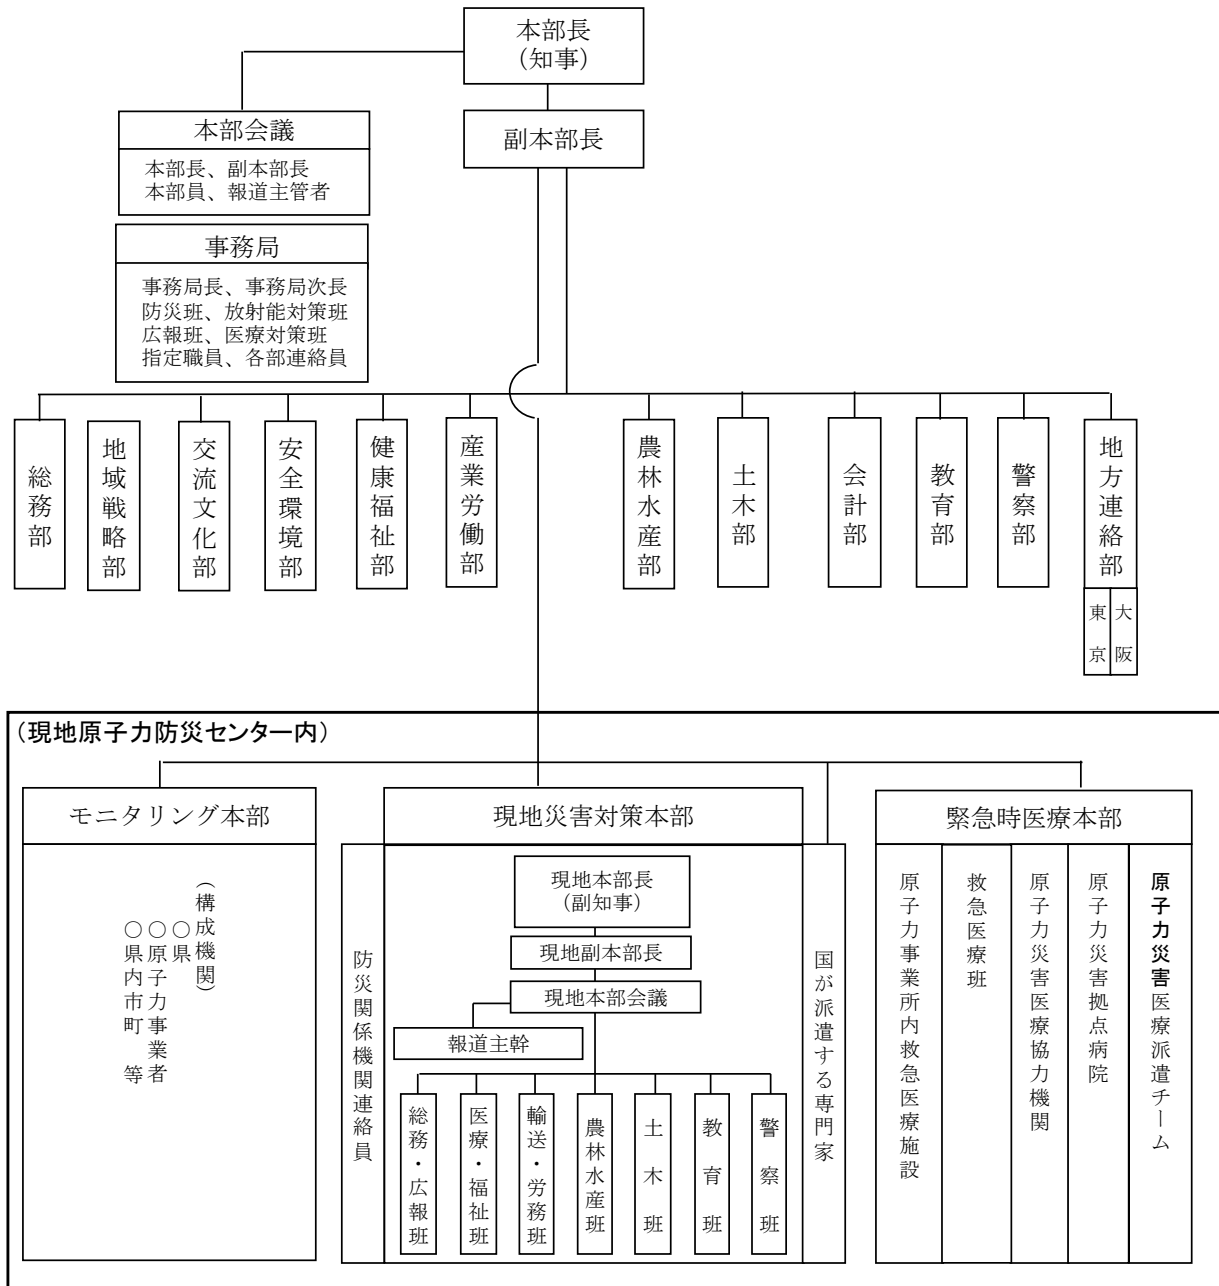 本部長
(知事)
本部会議
本部長、副本部長
本部員、報道主管者
副本部長
事務局
事務局長、事務局次長
防災班、放射能対策班
広報班、医療対策班
指定職員、各部連絡員
総務部
地域戦略部
交流文化部
安全環境部
健康福祉部
産業労働部
農林水産部
土木部
会計部
教育部
警察部
地方連絡部
東京
大阪
(現地原子力防災センター内)
モニタリング本部
(構成機関)
○県
○原子力事業者
○県内市町 等
現地災害対策本部
防災関係機関連絡員
現地本部長
(副知事)
現地副本部長
現地本部会議
報道主幹
総務・広報班
医療・福祉班
輸送・労務班
農林水産班
土木班
教育班
警察班
国が派遣する専門家
緊急時医療本部
原子力事業所内救急医療施設
救急医療班
原子力災害医療協力機関
原子力災害拠点病院
原子力災害医療派遣チーム